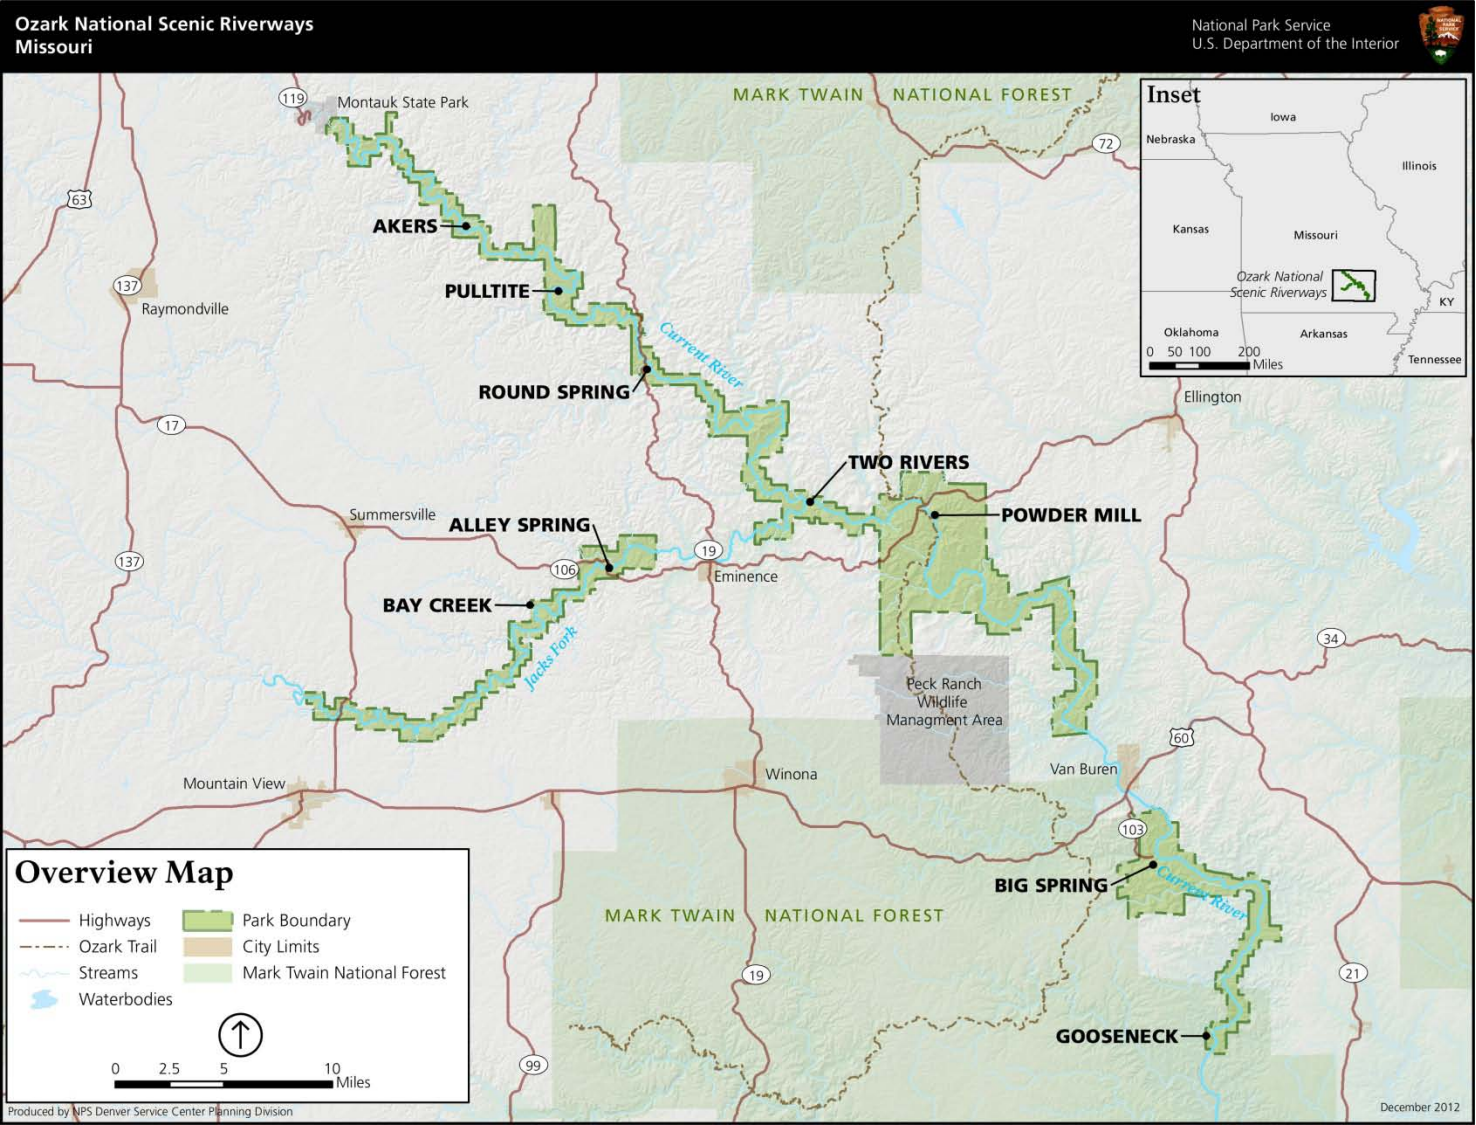 Ozark National Scenic Riverways
Missouri
National Park Service
U.S. Department of the Interior
NATIONAL
PARK
SERVICE
119
Montauk State Park
MARK TWAIN NATIONAL FOREST
72
63
AKERS
137
Raymondville
PULLTITE
Current River
ROUND SPRING
17
Inset
Iowa
Nebraska
Illinois
Kansas
Missouri
Ozark National
Scenic Riverways
KY
Oklahoma
Arkansas
Tennessee
0 50 100 200
Miles
Ellington
TWO RIVERS
Summersville
ALLEY SPRING
POWDER MILL
137
106
19
Eminence
BAY CREEK
Jacks Fork
34
Peck Ranch
Wildlife
Managment Area
60
Mountain View
Winona
Van Buren
103
BIG SPRING
Current River
MARK TWAIN NATIONAL FOREST
19
21
GOOSENECK
99
Overview Map
Highways
Park Boundary
Ozark Trail
City Limits
Streams
Mark Twain National Forest
Waterbodies
0 2.5 5 10
Miles
Produced by NPS Denver Service Center Planning Division
December 2012